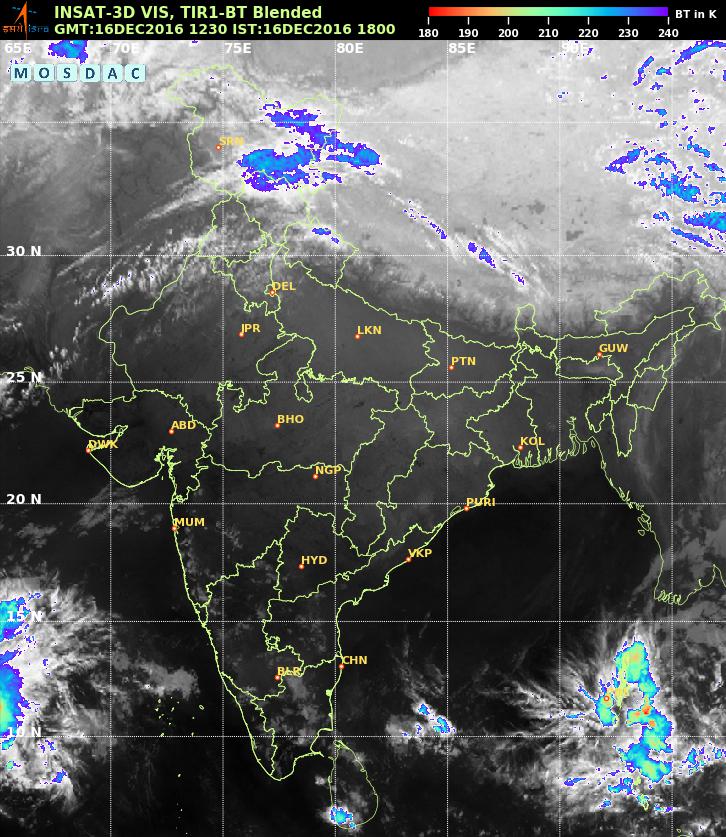 INSAT-3D VIS, TIR1-BT Blended
GMT:16DEC2016 1230 IST:16DEC2016 1800
BT in K
180 190 200 210 220 230 240
65E 70E 75E 80E 85E 90E
M O S D A C
SRN
30 N
DEL
JPR LKN
GUW
PTN
25 N
ABD BHO
DWK KOL
NGP
20 N PURI
MUM
VKP
HYD
15 N
CHN
BLR
10 N